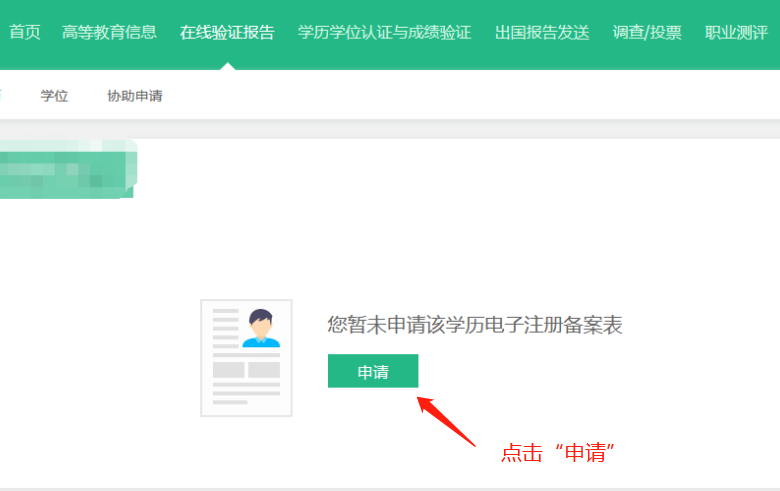 首页 高等教育信息 在线验证报告 学历学位认证与成绩验证 出国报告发送 调查/投票 职业测评
学位 协助申请
您暂未申请该学历电子注册备案表
申请
点击“申请”